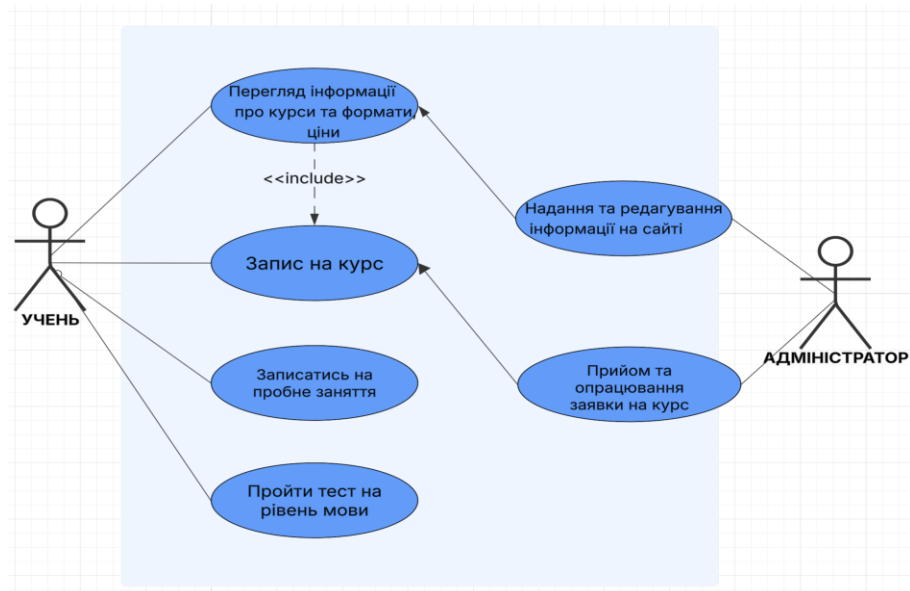 Перегляд інформації
про курси та формати,
ціни
<<include>>
Надання та редагування
інформації на сайті
Запис на курс
УЧЕНЬ
АДМІНІСТРАТОР
Записатись на
пробне заняття
Прийом та
опрацювання
заявки на курс
Пройти тест на
рівень мови